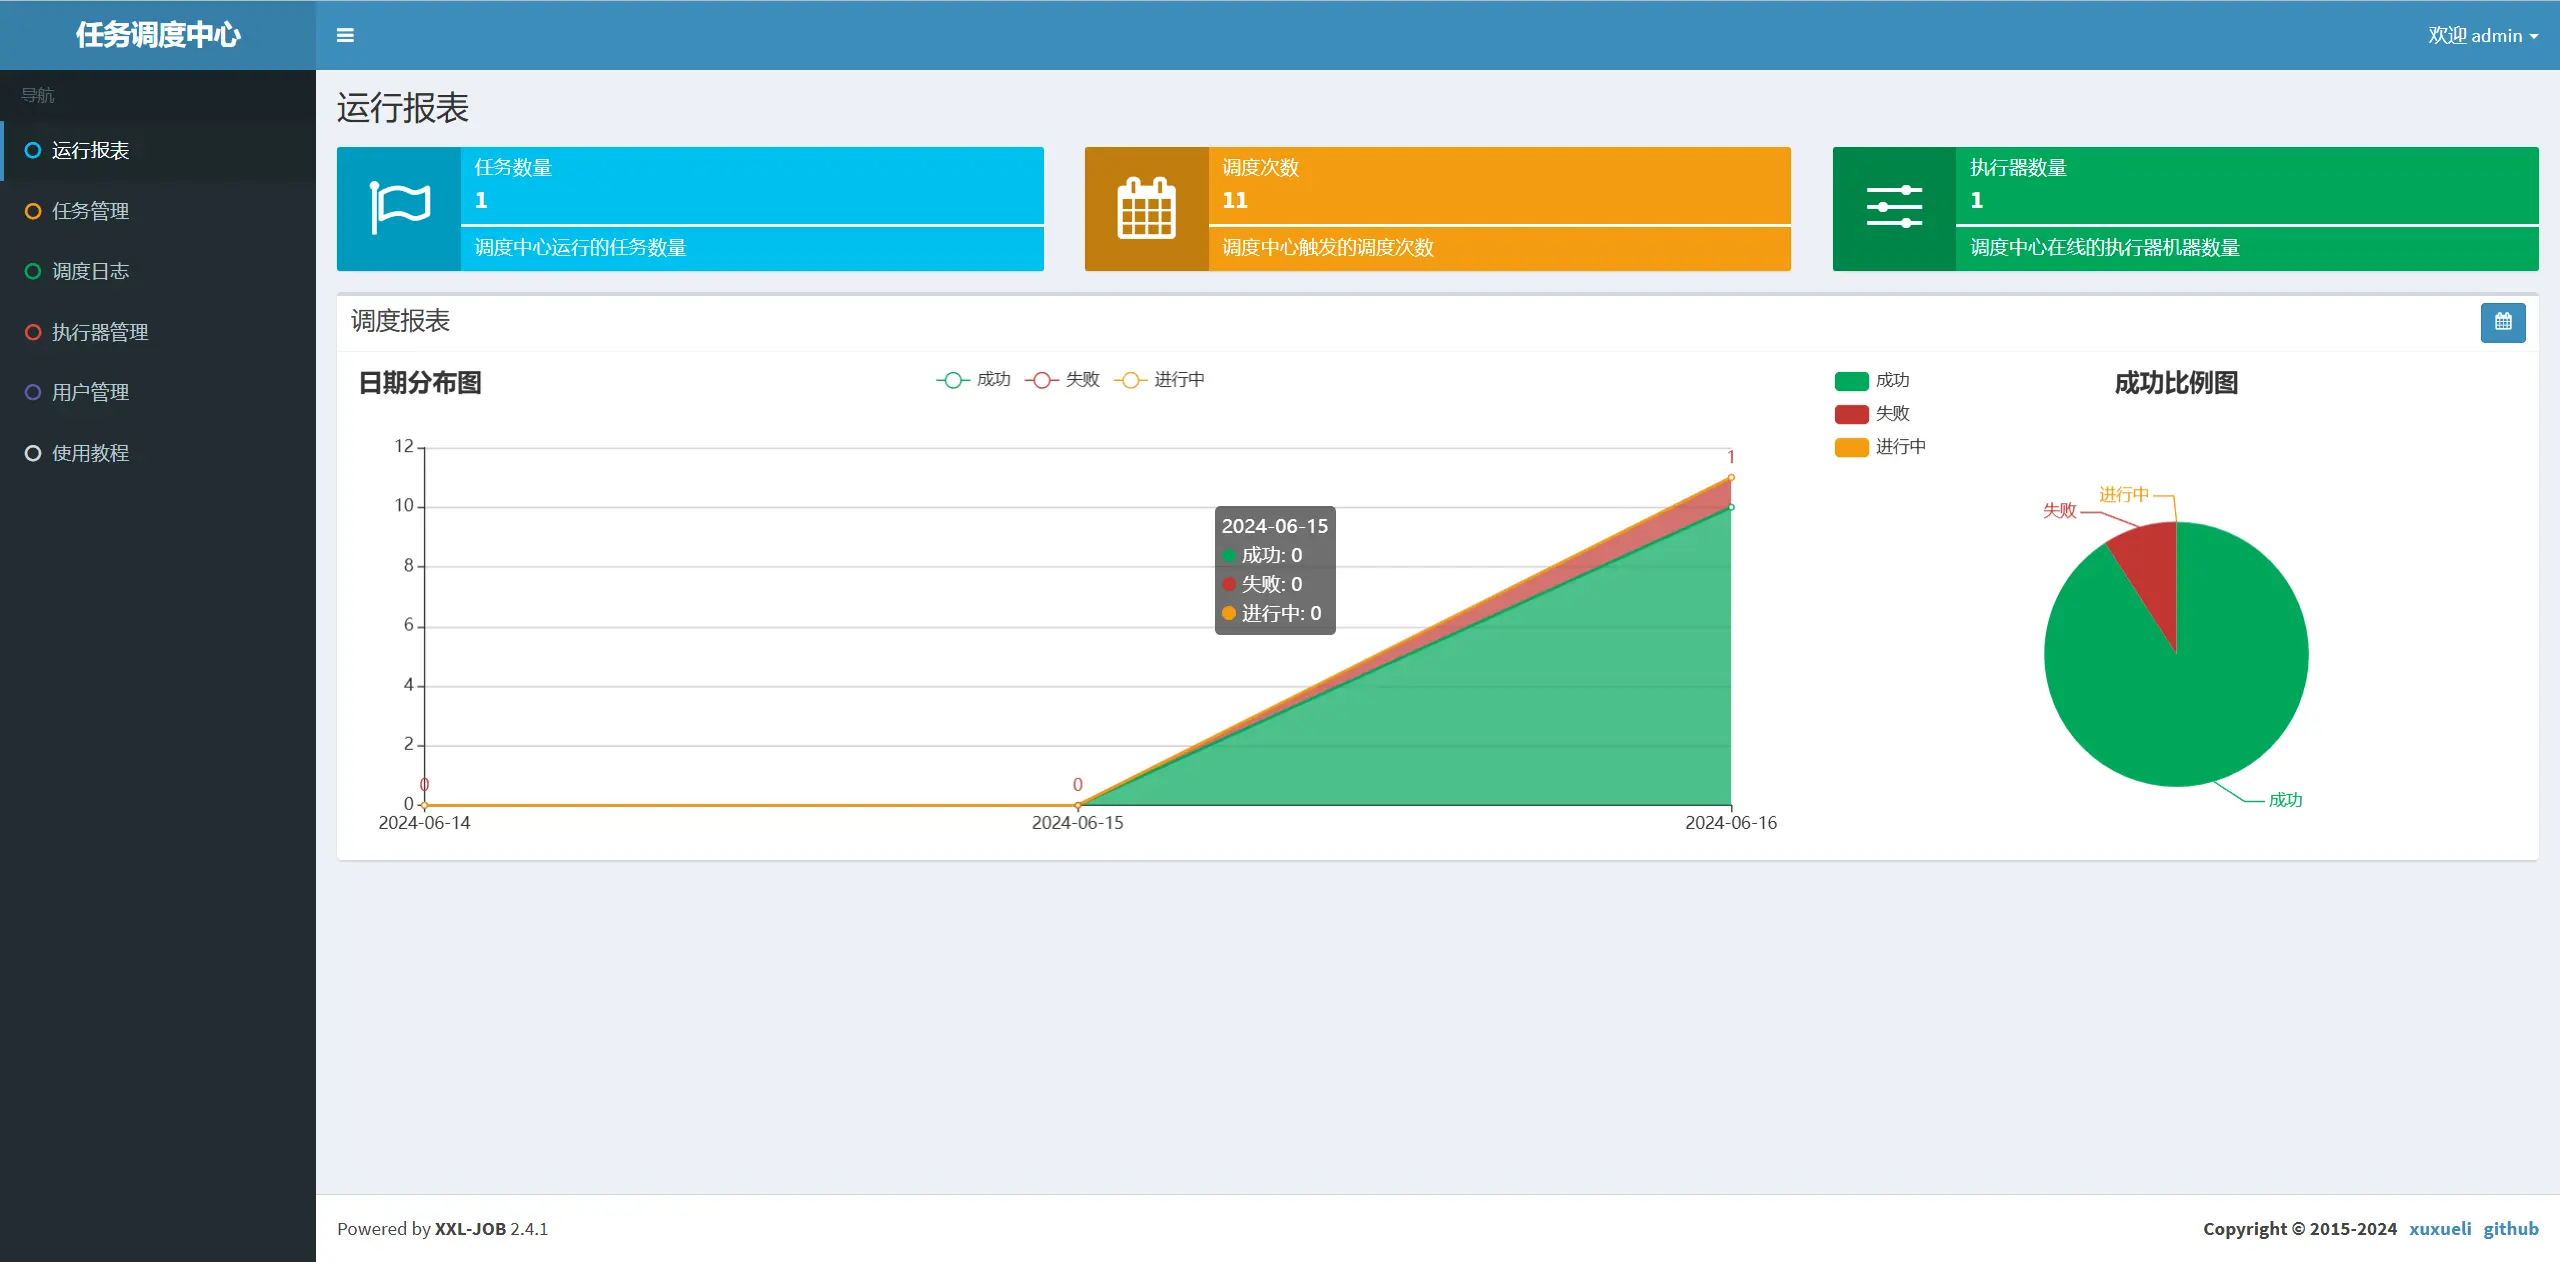 任务调度中心
欢迎 admin
导航
运行报表
任务管理
调度日志
执行器管理
用户管理
使用教程
运行报表
任务数量
1
调度中心运行的任务数量
调度次数
11
调度中心触发的调度次数
执行器数量
1
调度中心在线的执行器机器数量
调度报表
日期分布图
成功 失败 进行中
12
10
8
6
4
2
0
0
0
1
2024-06-14
2024-06-15
2024-06-16
2024-06-15
成功: 0
失败: 0
进行中: 0
成功
失败
进行中
成功比例图
进行中
失败
成功
Powered by XXL-JOB 2.4.1
Copyright © 2015-2024 xuxueli github